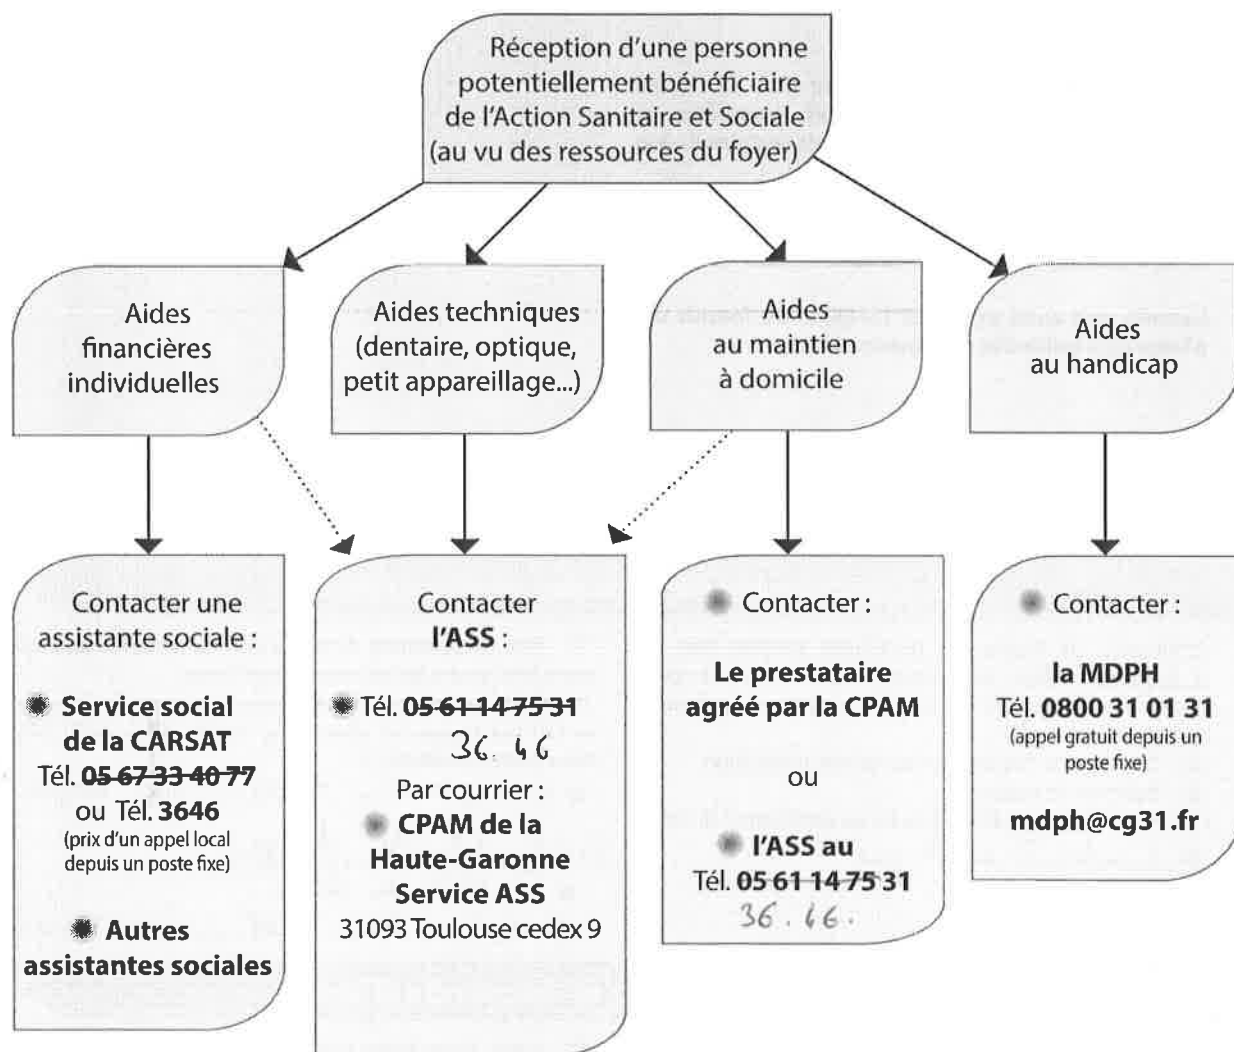 Réception d'une personne
potentiellement bénéficiaire
de l'Action Sanitaire et Sociale
(au vu des ressources du foyer)
Aides
financières
individuelles
Aides techniques
(dentaire, optique,
petit appareillage...)
Aides
au maintien
à domicile
Aides
au handicap
Contacter une
assistante sociale :
Service social
de la CARSAT
Tél. 05 67 33 40 77
ou Tél. 3646
(prix d'un appel local
depuis un poste fixe)
Autres
assistantes sociales
Contacter
l'ASS :
Tél. 05 61 14 75 31
36. 46
Par courrier :
CPAM de la
Haute-Garonne
Service ASS
31093 Toulouse cedex 9
Contacter :
Le prestataire
agréé par la CPAM
ou
l'ASS au
Tél. 05 61 14 75 31
36. 46.
Contacter :
la MDPH
Tél. 0800 31 01 31
(appel gratuit depuis un
poste fixe)
mdph@cg31.fr